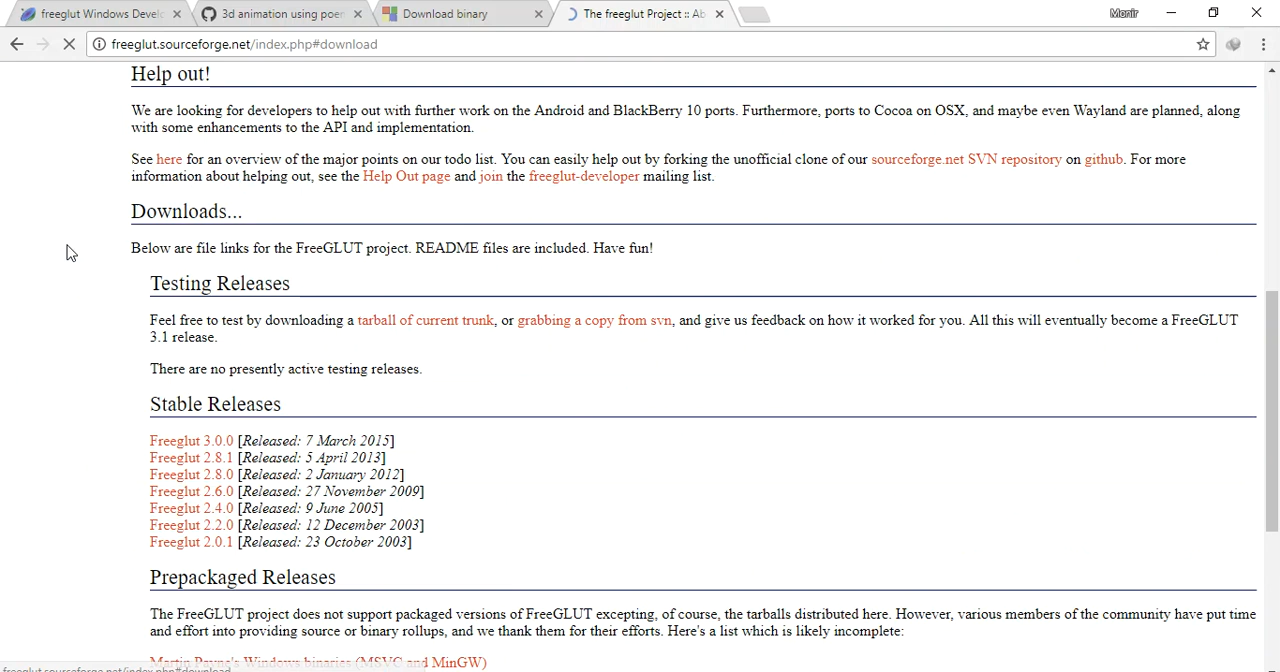 freeglut Windows Devel
3d animation using poen
Download binary
The freeglut Project :: Ab
Monir
freeglut.sourceforge.net/index.php#download
Help out!
We are looking for developers to help out with further work on the Android and BlackBerry 10 ports. Furthermore, ports to Cocoa on OSX, and maybe even Wayland are planned, along
with some enhancements to the API and implementation.
See here for an overview of the major points on our todo list. You can easily help out by forking the unofficial clone of our sourceforge.net SVN repository on github. For more
information about helping out, see the Help Out page and join the freeglut-developer mailing list.
Downloads...
Below are file links for the FreeGLUT project. README files are included. Have fun!
Testing Releases
Feel free to test by downloading a tarball of current trunk, or grabbing a copy from svn, and give us feedback on how it worked for you. All this will eventually become a FreeGLUT
3.1 release.
There are no presently active testing releases.
Stable Releases
Freeglut 3.0.0 [Released: 7 March 2015]
Freeglut 2.8.1 [Released: 5 April 2013]
Freeglut 2.8.0 [Released: 2 January 2012]
Freeglut 2.6.0 [Released: 27 November 2009]
Freeglut 2.4.0 [Released: 9 June 2005]
Freeglut 2.2.0 [Released: 12 December 2003]
Freeglut 2.0.1 [Released: 23 October 2003]
Prepackaged Releases
The FreeGLUT project does not support packaged versions of FreeGLUT excepting, of course, the tarballs distributed here. However, various members of the community have put time
and effort into providing source or binary rollups, and we thank them for their efforts. Here's a list which is likely incomplete:
Martin Payne's Windows binaries (MSVC and MinGW)
freeglut.sourceforge.net/index.php#download